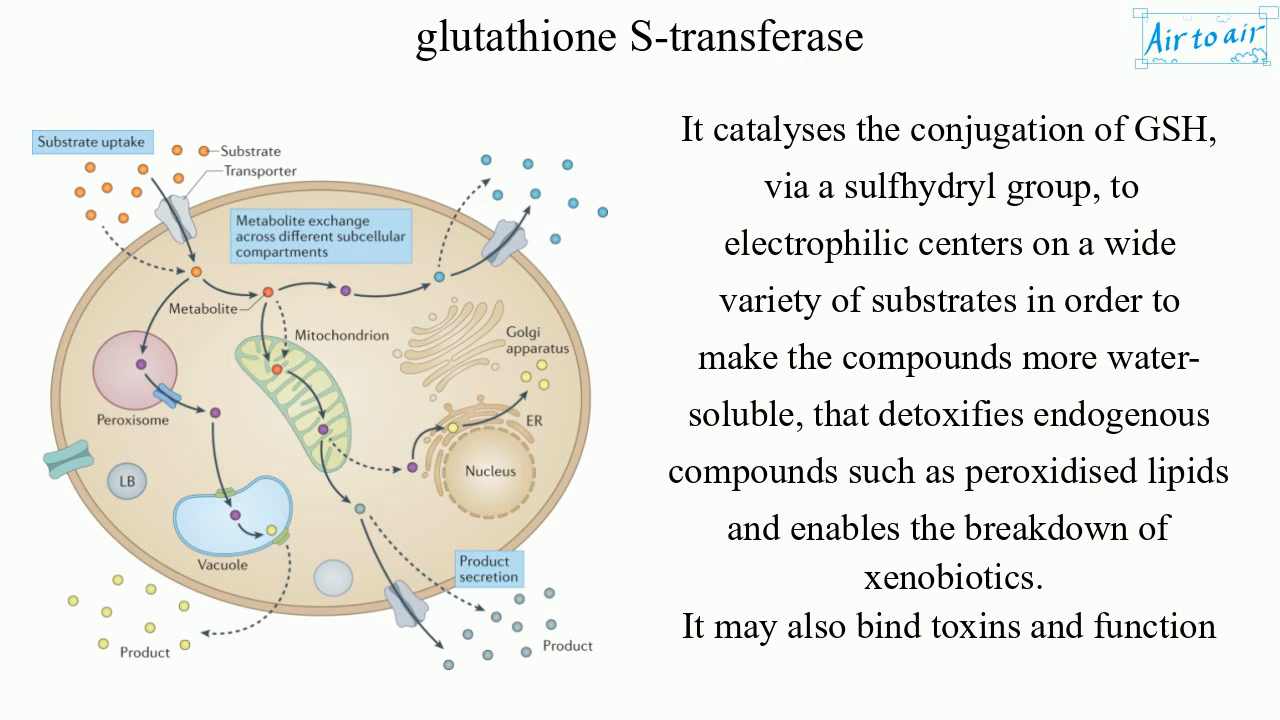 glutathione S-transferase
Air to air
Substrate uptake
Substrate
Transporter
Metabolite exchange
across different subcellular
compartments
Metabolite
Mitochondrion
Golgi
apparatus
Peroxisome
ER
Nucleus
LB
Vacuole
Product
secretion
Product
Product
It catalyses the conjugation of GSH,
via a sulfhydryl group, to
electrophilic centers on a wide
variety of substrates in order to
make the compounds more water-
soluble, that detoxifies endogenous
compounds such as peroxidised lipids
and enables the breakdown of
xenobiotics.
It may also bind toxins and function